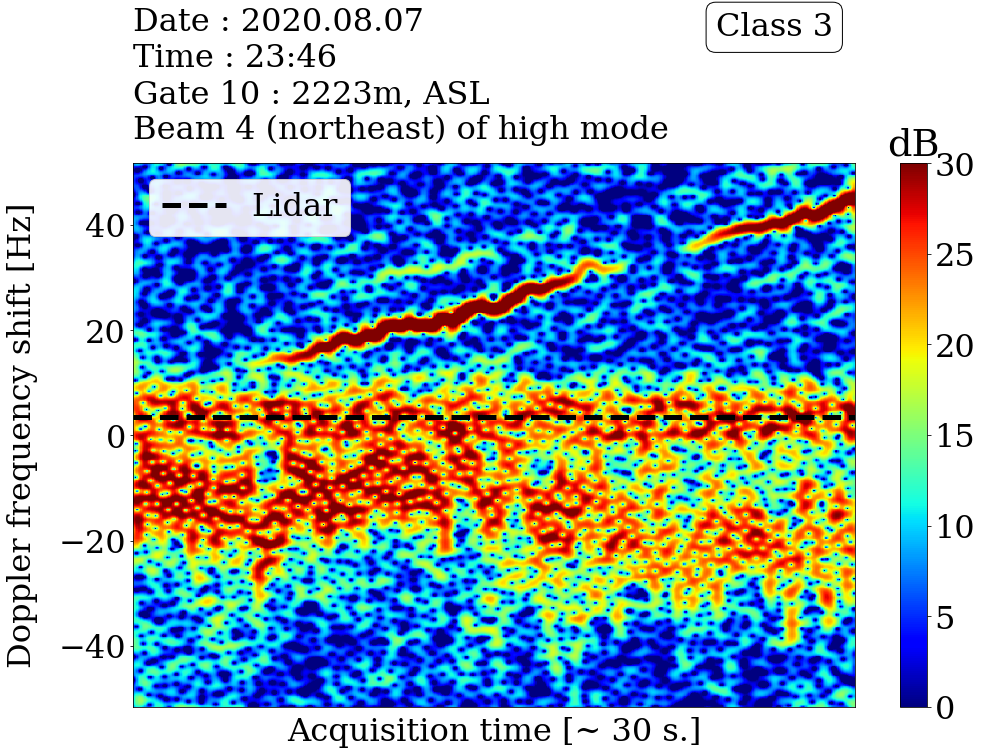 Date : 2020.08.07
Time : 23:46
Gate 10 : 2223m, ASL
Beam 4 (northeast) of high mode
Class 3
dB
Lidar
Doppler frequency shift [Hz]
40
20
0
−20
−40
30
25
20
15
10
5
0
Acquisition time [~ 30 s.]